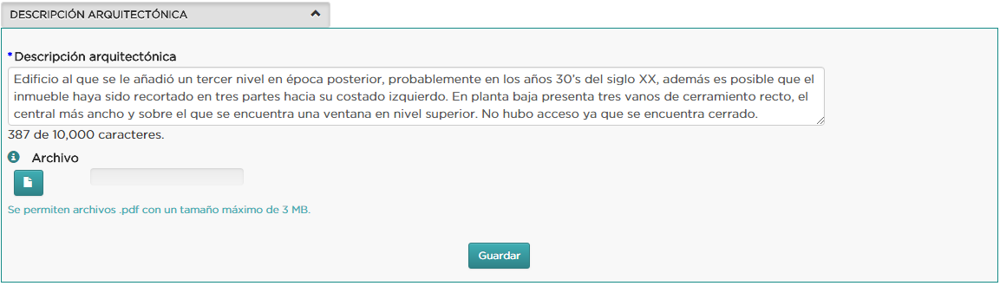 DESCRIPCIÓN ARQUITECTÓNICA
*Descripción arquitectónica
Edificio al que se le añadió un tercer nivel en época posterior, probablemente en los años 30's del siglo XX, además es posible que el
inmueble haya sido recortado en tres partes hacia su costado izquierdo. En planta baja presenta tres vanos de cerramiento recto, el
central más ancho y sobre el que se encuentra una ventana en nivel superior. No hubo acceso ya que se encuentra cerrado.
387 de 10,000 caracteres.
Archivo
Se permiten archivos .pdf con un tamaño máximo de 3 MB.
Guardar